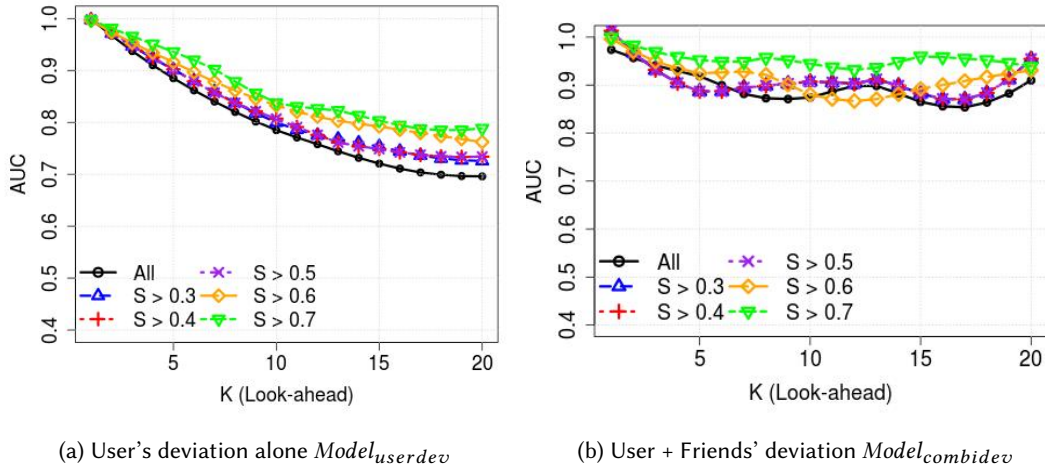 1.0
0.9
0.8
0.7
0.6
0.5
0.4
AUC
All
S > 0.3
S > 0.4
S > 0.5
S > 0.6
S > 0.7
5 10 15 20
K (Look-ahead)
(a) User's deviation alone Model_userdev
1.0
0.9
0.8
0.7
0.6
0.5
0.4
AUC
All
S > 0.3
S > 0.4
S > 0.5
S > 0.6
S > 0.7
5 10 15 20
K (Look-ahead)
(b) User + Friends' deviation Model_combidev